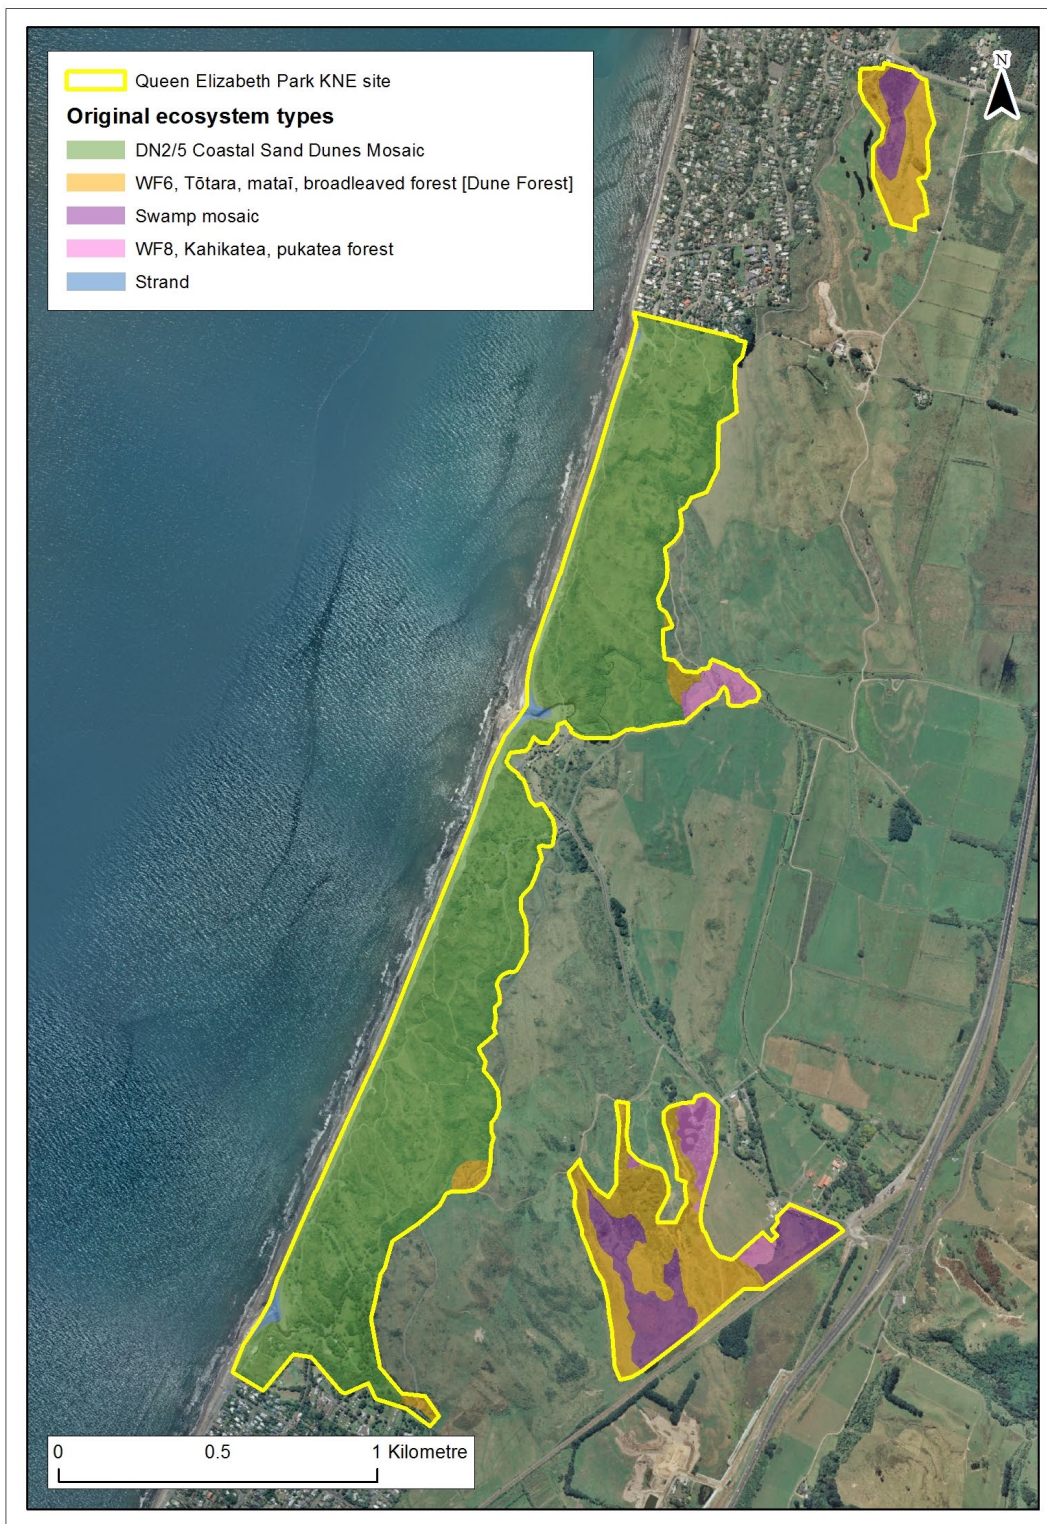 Queen Elizabeth Park KNE site
Original ecosystem types
DN2/5 Coastal Sand Dunes Mosaic
WF6, Tōtara, mataī, broadleaved forest [Dune Forest]
Swamp mosaic
WF8, Kahikatea, pukatea forest
Strand
N
0 0.5 1 Kilometre